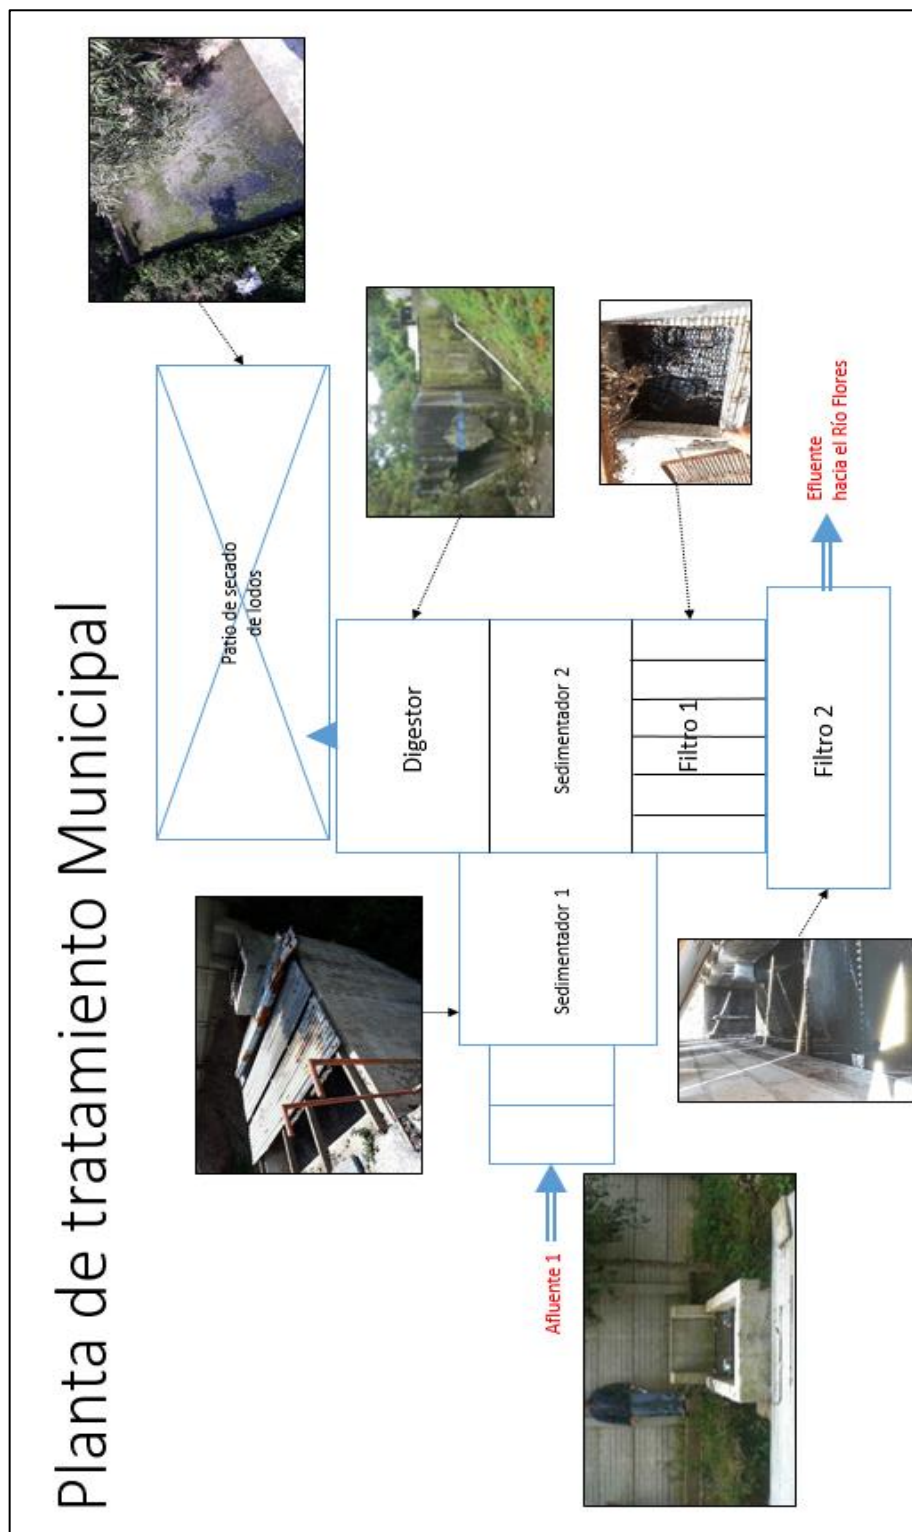 Planta de tratamiento Municipal
Patio de secado
de lodos
Digestor
Sedimentador 1
Sedimentador 2
Filtro 1
Filtro 2
Afluente 1
Efluente
hacia el Río Flores